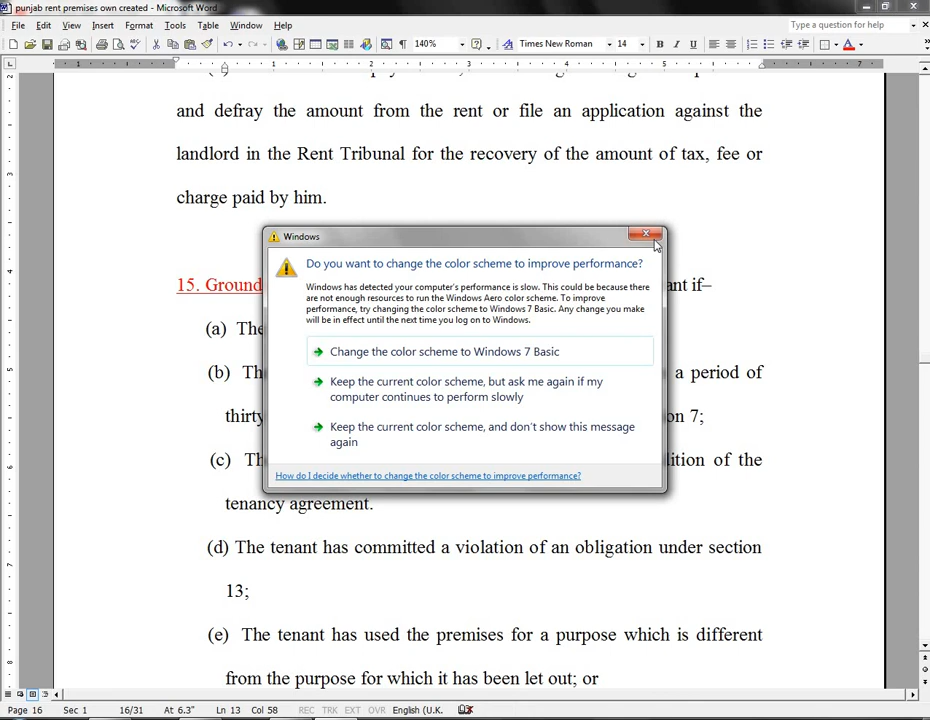 punjab rent premises own created - Microsoft Word
File Edit View Insert Format Tools Table Window Help
Type a question for help
140% Times New Roman 14 B I U
1 1 2 3 4 5 6 7
and defray the amount from the rent or file an application against the
landlord in the Rent Tribunal for the recovery of the amount of tax, fee or
charge paid by him.
15. Ground ant if–
(a) The
(b) Th a period of
thirty on 7;
(c) Th lition of the
tenancy agreement.
(d) The tenant has committed a violation of an obligation under section
13;
(e) The tenant has used the premises for a purpose which is different
from the purpose for which it has been let out; or
Windows
Do you want to change the color scheme to improve performance?
Windows has detected your computer's performance is slow. This could be because there
are not enough resources to run the Windows Aero color scheme. To improve
performance, try changing the color scheme to Windows 7 Basic. Any change you make
will be in effect until the next time you log on to Windows.
Change the color scheme to Windows 7 Basic
Keep the current color scheme, but ask me again if my
computer continues to perform slowly
Keep the current color scheme, and don't show this message
again
How do I decide whether to change the color scheme to improve performance?
Page 16 Sec 1 16/31 At 6.3" Ln 13 Col 58 REC TRK EXT OVR English (U.K.